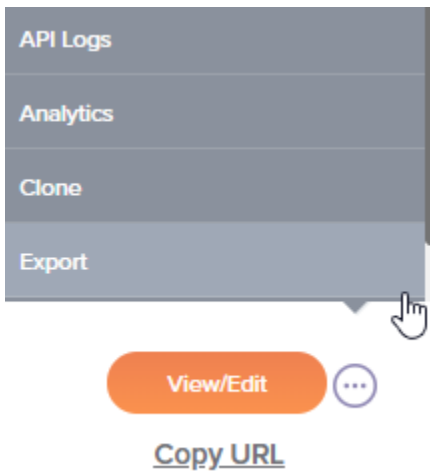 API Logs
Analytics
Clone
Export
View/Edit
Copy URL